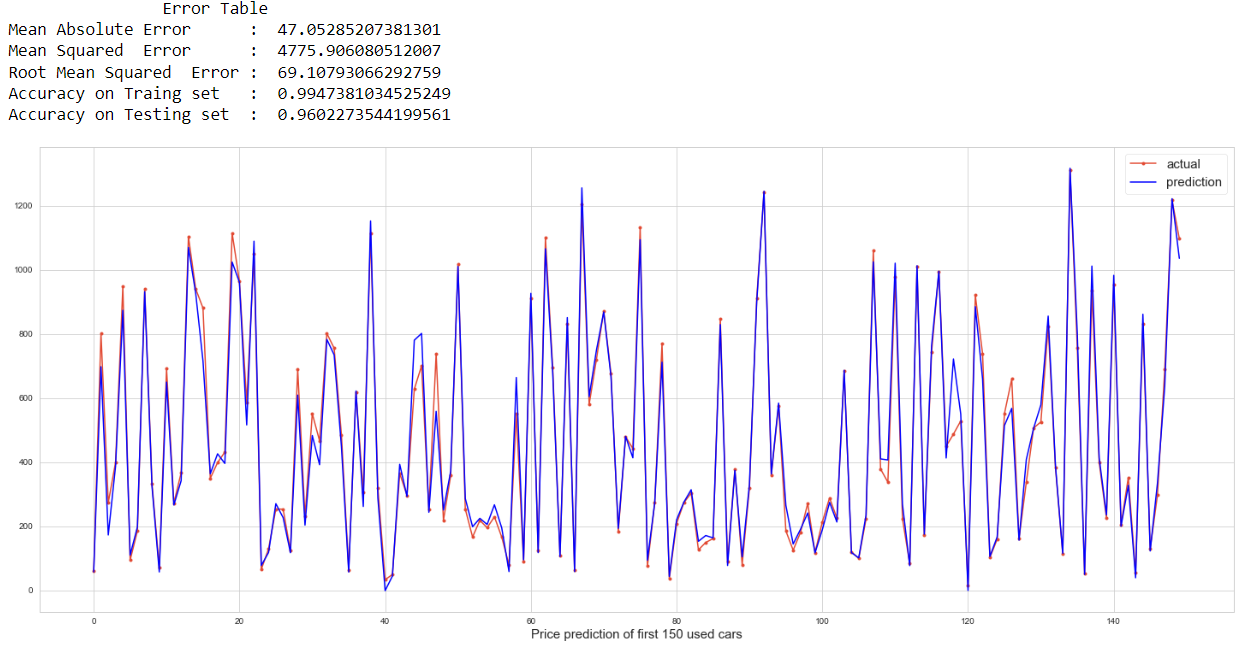 Error Table
Mean Absolute Error : 47.05285207381301
Mean Squared Error : 4775.906080512007
Root Mean Squared Error : 69.10793066292759
Accuracy on Traing set : 0.9947381034525249
Accuracy on Testing set : 0.9602273544199561
actual
prediction
1200
1000
800
600
400
200
0
0 20 40 60 80 100 120 140
Price prediction of first 150 used cars